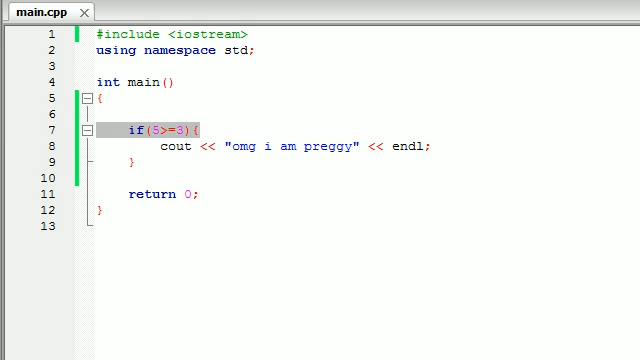 main.cpp
1 #include <iostream>
2 using namespace std;
3
4 int main()
5 {
6
7 if(5>=3){
8 cout << "omg i am preggy" << endl;
9 }
10
11 return 0;
12 }
13